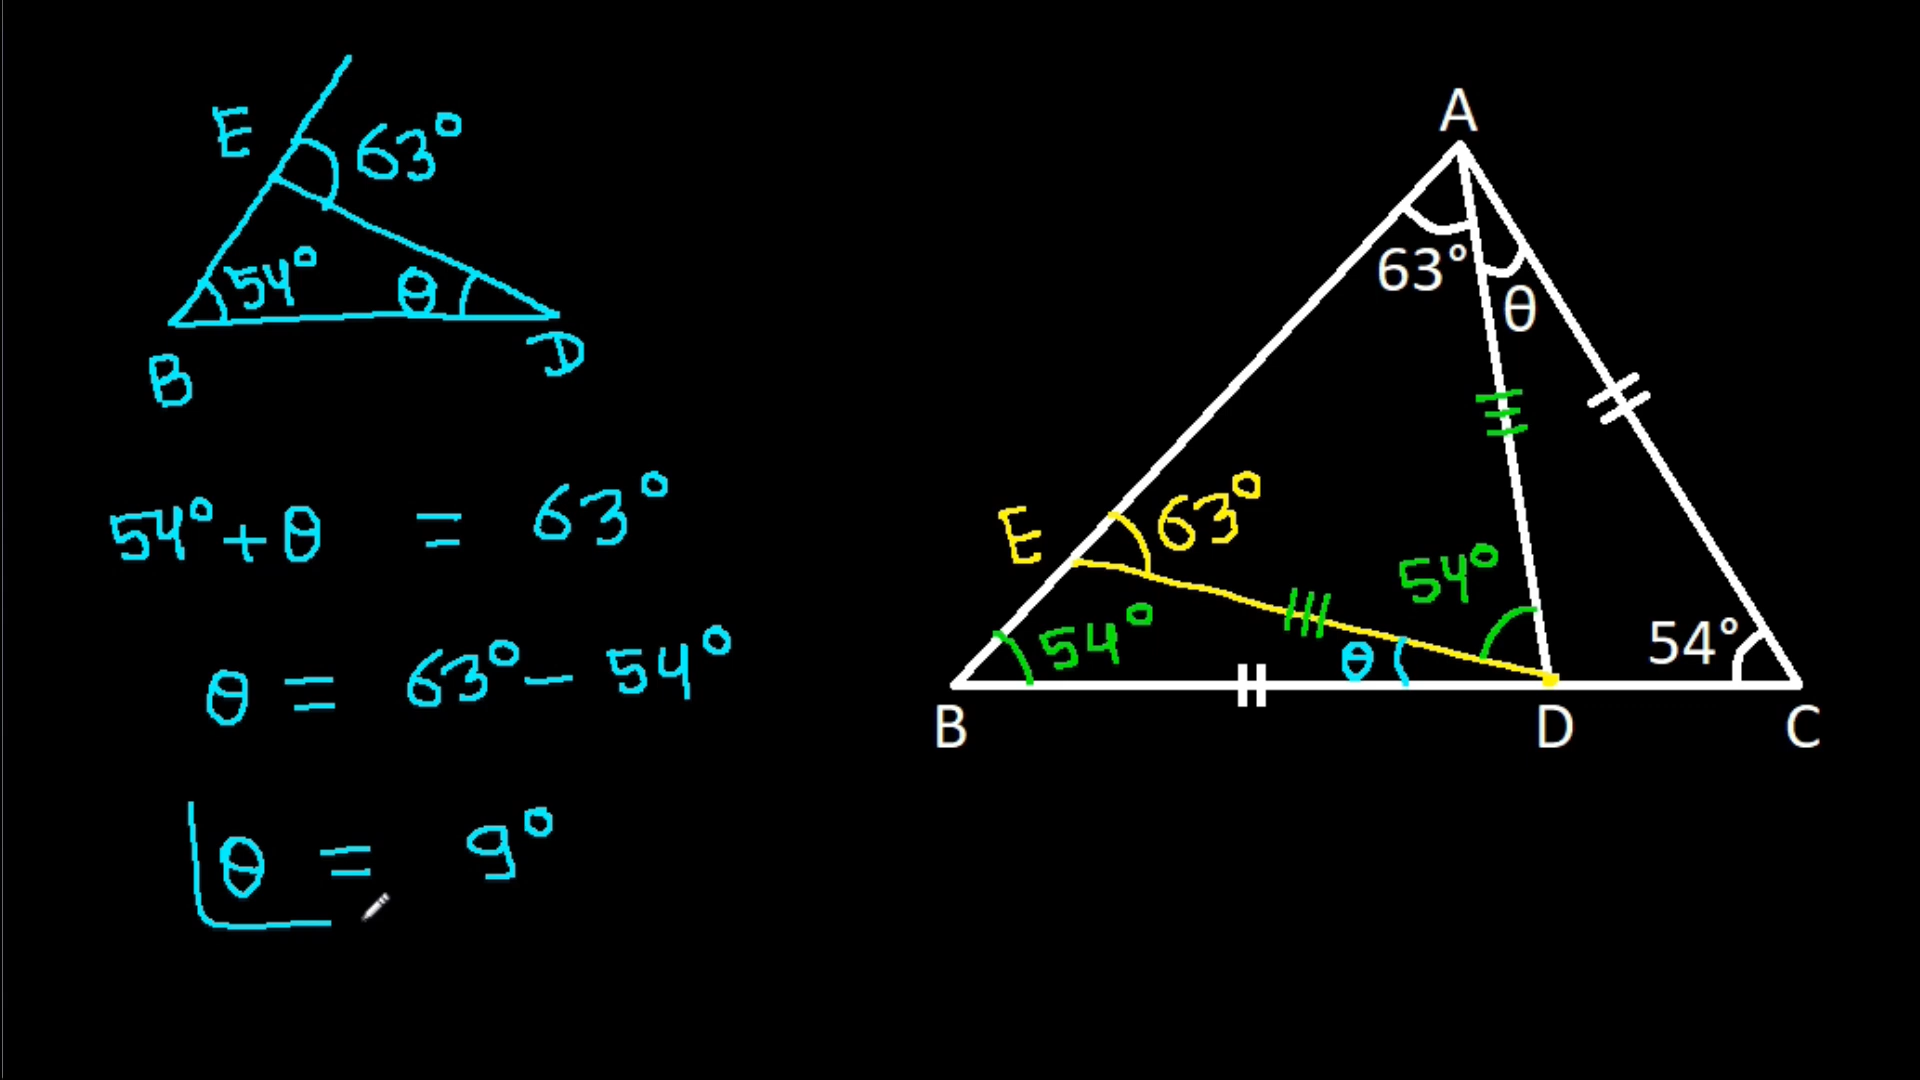 E 63°
54° θ
B D
54° + θ = 63°
θ = 63° - 54°
θ = 9°
A
63° θ
E 63°
54° 54°
θ 54°
B D C